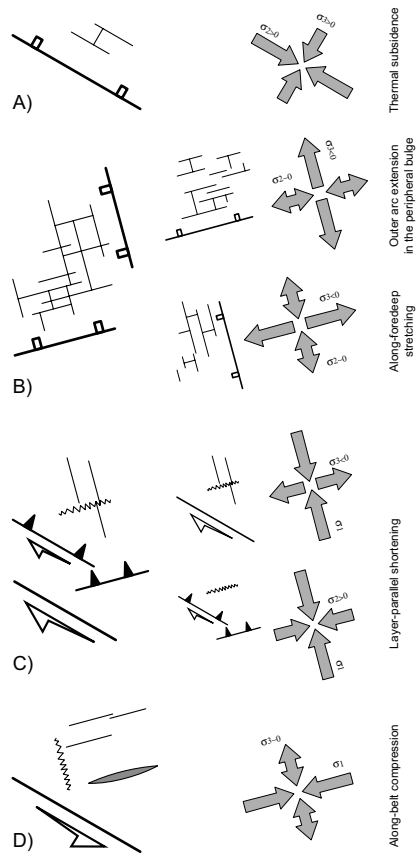 A)
σ2>0
σ3>0
Thermal subsidence
B)
σ2~0
σ3<0
Outer arc extension
in the peripheral bulge
σ3<0
σ2~0
Along-foredeep
stretching
C)
σ3<0
σ1
σ2>0
σ1
Layer-parallel shortening
D)
σ3~0
σ1
Along-belt compression